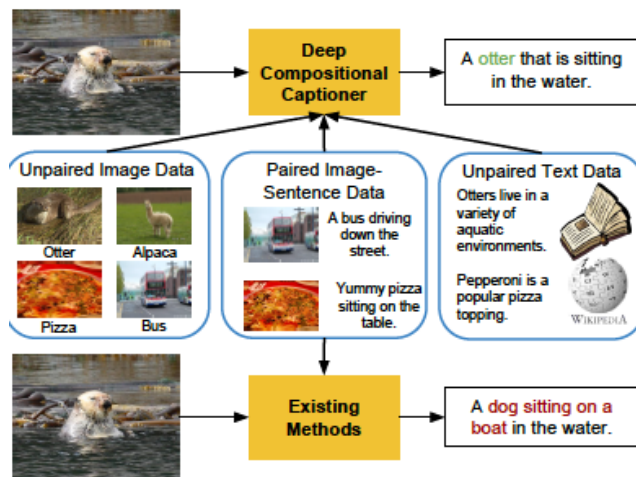 Deep
Compositional
Captioner
A otter that is sitting
in the water.
Unpaired Image Data
Otter
Alpaca
Pizza
Bus
Paired Image-
Sentence Data
A bus driving
down the
street.
Yummy pizza
sitting on the
table.
Unpaired Text Data
Otters live in a
variety of
aquatic
environments.
Pepperoni is a
popular pizza
topping.
WIKIPEDIA
Existing
Methods
A dog sitting on a
boat in the water.